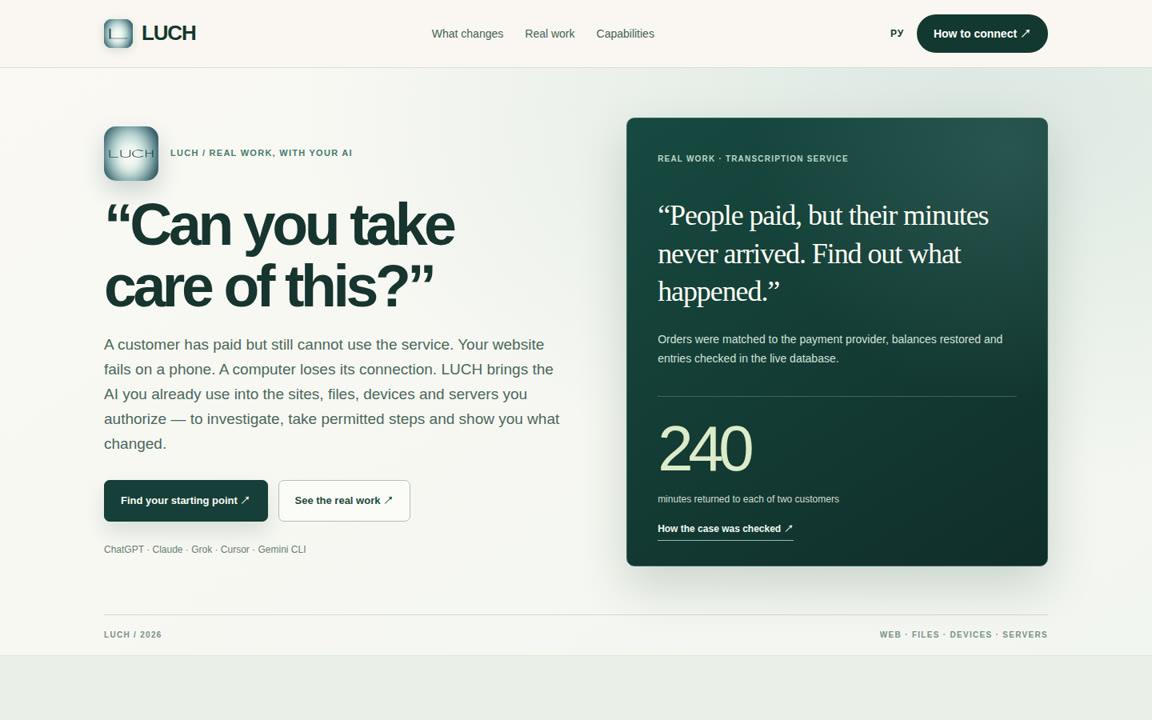 LUCH
What changes
Real work
Capabilities
РУ
How to connect ↗
LUCH
LUCH / REAL WORK, WITH YOUR AI
“Can you take
care of this?”
A customer has paid but still cannot use the service. Your website
fails on a phone. A computer loses its connection. LUCH brings the
AI you already use into the sites, files, devices and servers you
authorize — to investigate, take permitted steps and show you what
changed.
Find your starting point ↗
See the real work ↗
ChatGPT · Claude · Grok · Cursor · Gemini CLI
REAL WORK · TRANSCRIPTION SERVICE
“People paid, but their minutes
never arrived. Find out what
happened.”
Orders were matched to the payment provider, balances restored and
entries checked in the live database.
240
minutes returned to each of two customers
How the case was checked ↗
LUCH / 2026
WEB · FILES · DEVICES · SERVERS